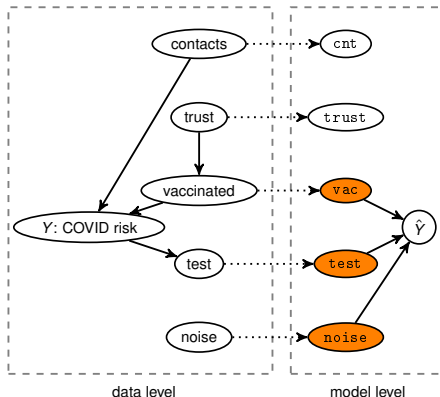 contacts
cnt
trust
trust
vaccinated
vac
Y: COVID risk
Ŷ
test
test
noise
noise
data level
model level